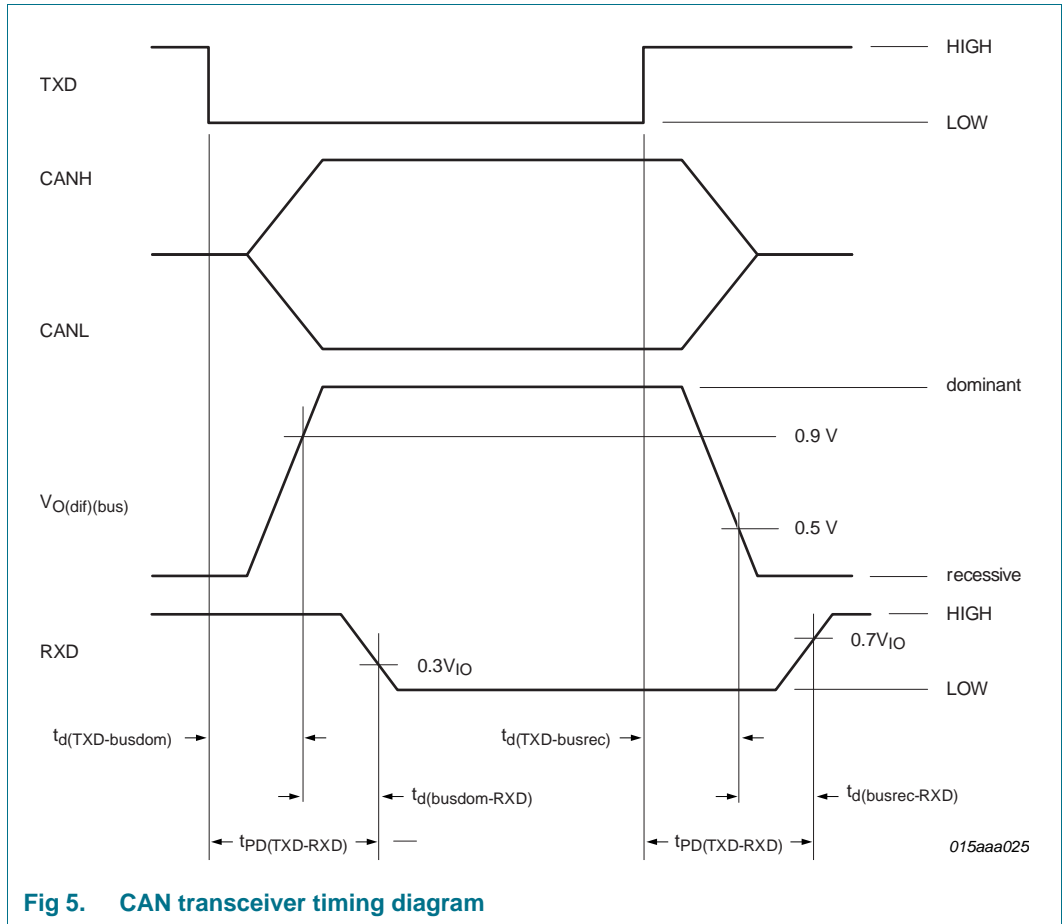 TXD
HIGH
LOW
CANH
CANL
dominant
0.9 V
VO(dif)(bus)
0.5 V
recessive
HIGH
RXD
0.3VIO
0.7VIO
LOW
td(TXD-busdom)
td(TXD-busrec)
td(busdom-RXD)
td(busrec-RXD)
tPD(TXD-RXD)
tPD(TXD-RXD)
015aaa025
Fig 5. CAN transceiver timing diagram